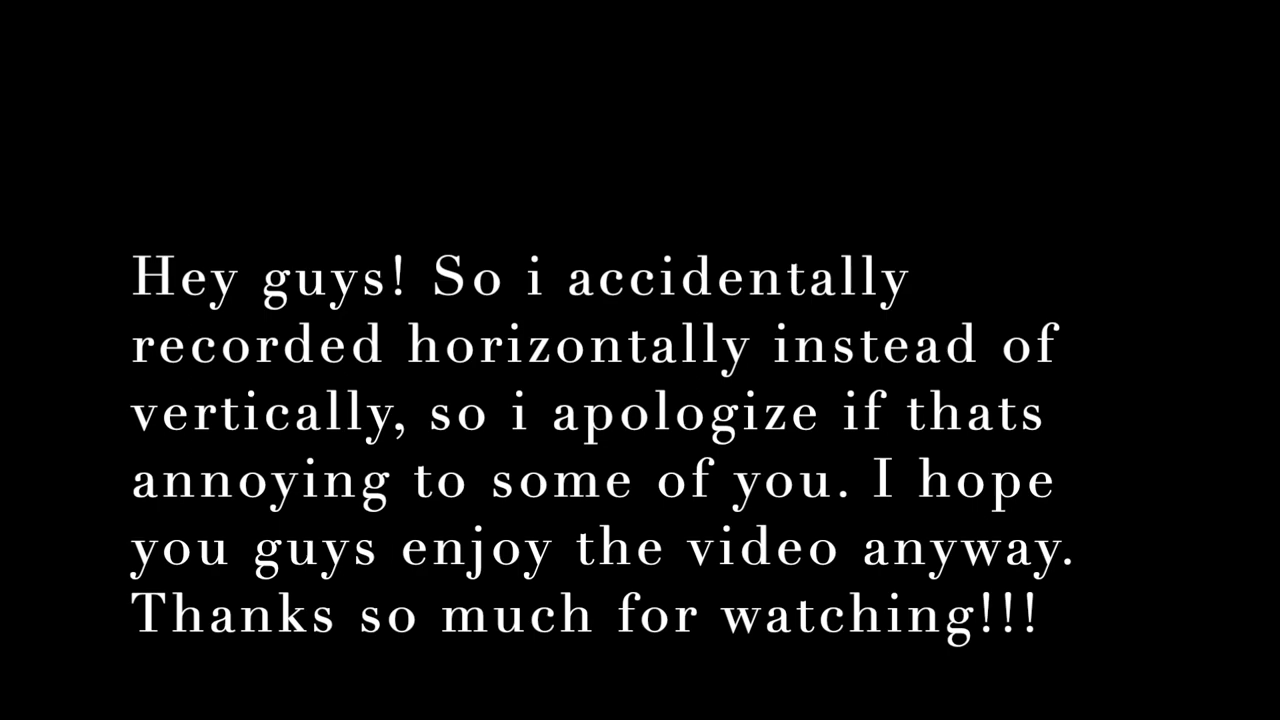 Hey guys! So i accidentally
recorded horizontally instead of
vertically, so i apologize if thats
annoying to some of you. I hope
you guys enjoy the video anyway.
Thanks so much for watching!!!